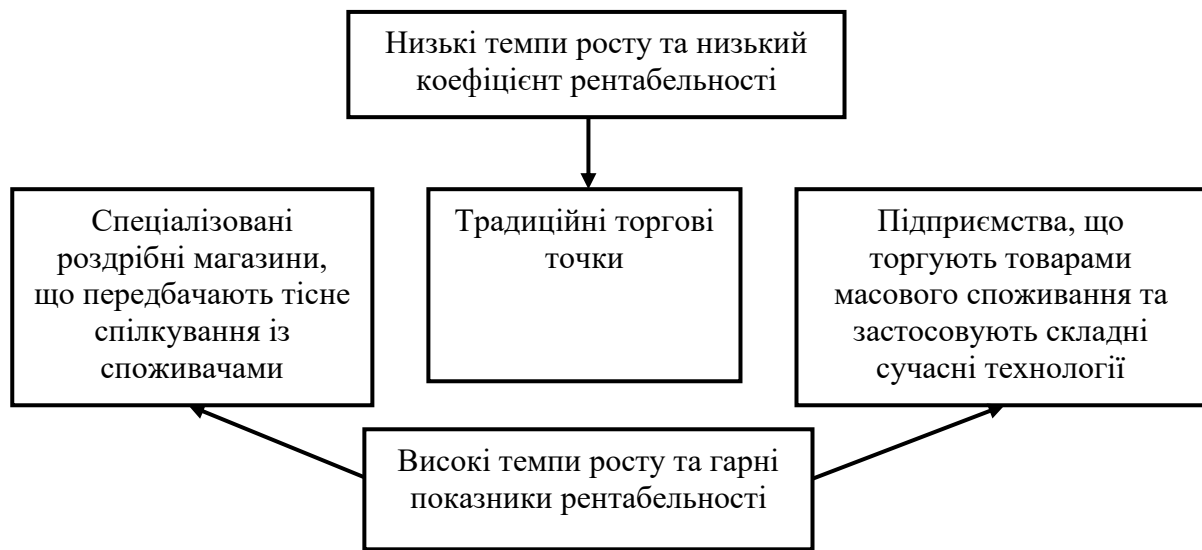 Низькі темпи росту та низький
коефіцієнт рентабельності
Спеціалізовані
роздрібні магазини,
що передбачають тісне
спілкування із
споживачами
Традиційні торгові
точки
Підприємства, що
торгують товарами
масового споживання та
застосовують складні
сучасні технології
Високі темпи росту та гарні
показники рентабельності